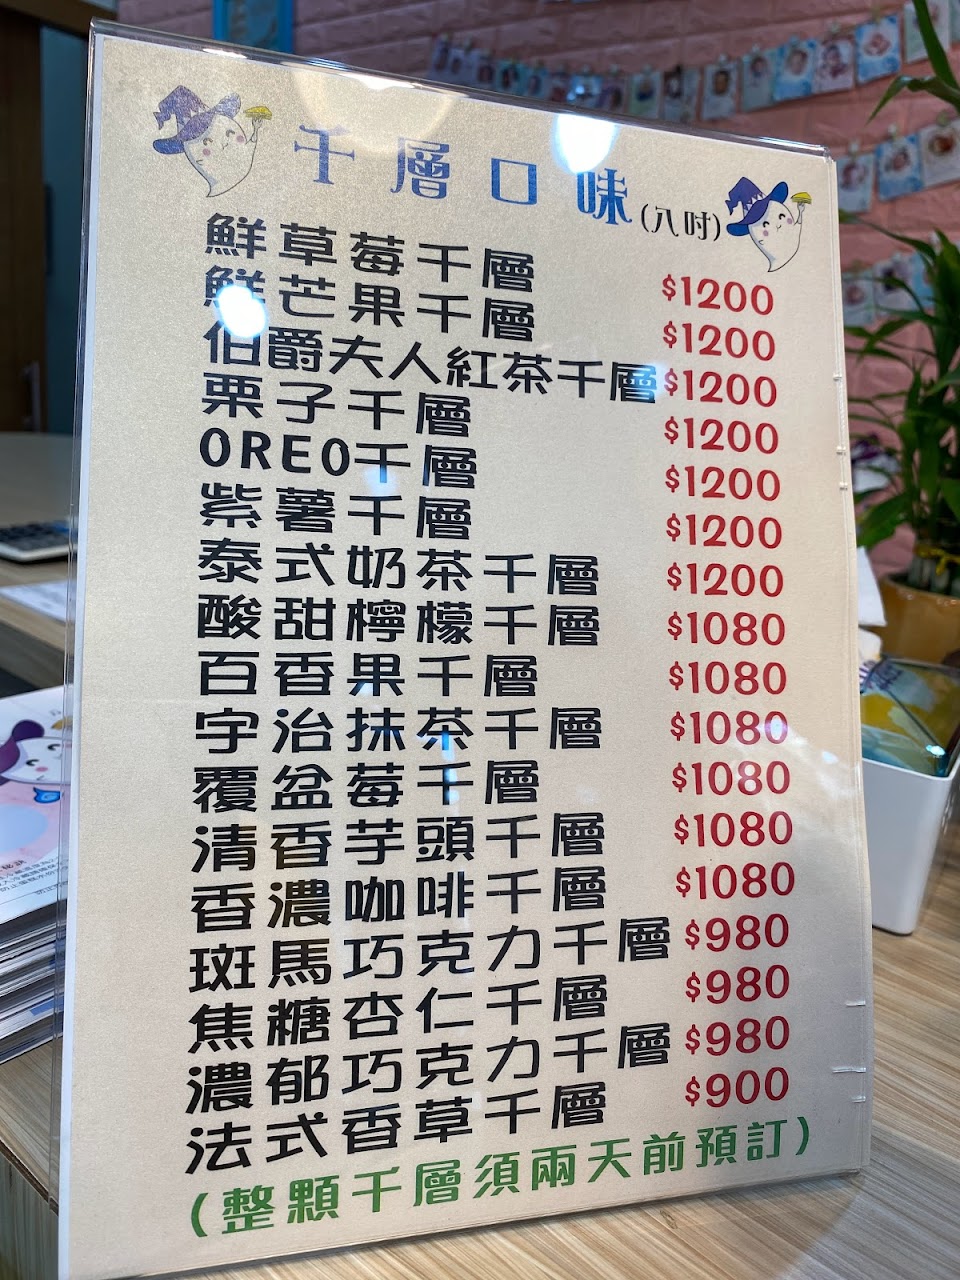 千層口味(八吋)
鮮草莓千層 $1200
鮮芒果千層 $1200
伯爵夫人紅茶千層 $1200
栗子千層 $1200
OREO千層 $1200
紫薯千層 $1200
泰式奶茶千層 $1200
酸甜檸檬千層 $1080
百香果千層 $1080
宇治抹茶千層 $1080
覆盆莓千層 $1080
清香芋頭千層 $1080
香濃咖啡千層 $1080
斑馬巧克力千層 $980
焦糖杏仁千層 $980
濃郁巧克力千層 $980
法式香草千層 $900
(整顆千層須兩天前預訂)